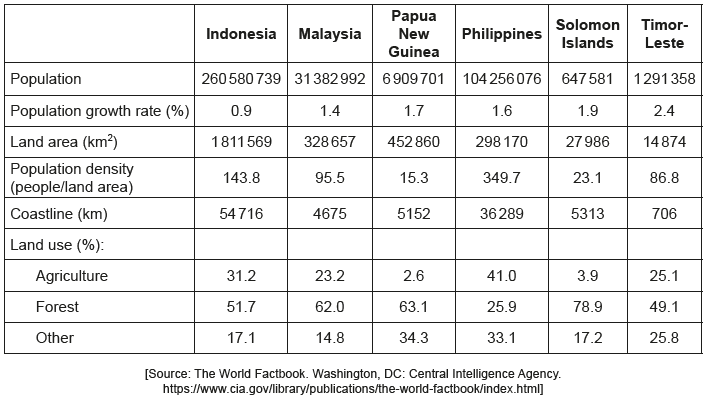 Indonesia Malaysia Papua New Guinea Philippines Solomon Islands Timor-Leste
Population 260 580 739 31 382 992 6 909 701 104 256 076 647 581 1 291 358
Population growth rate (%) 0.9 1.4 1.7 1.6 1.9 2.4
Land area (km²) 1 811 569 328 657 452 860 298 170 27 986 14 874
Population density (people/land area) 143.8 95.5 15.3 349.7 23.1 86.8
Coastline (km) 54 716 4675 5152 36 289 5313 706
Land use (%):
Agriculture 31.2 23.2 2.6 41.0 3.9 25.1
Forest 51.7 62.0 63.1 25.9 78.9 49.1
Other 17.1 14.8 34.3 33.1 17.2 25.8
[Source: The World Factbook. Washington, DC: Central Intelligence Agency.
https://www.cia.gov/library/publications/the-world-factbook/index.html]